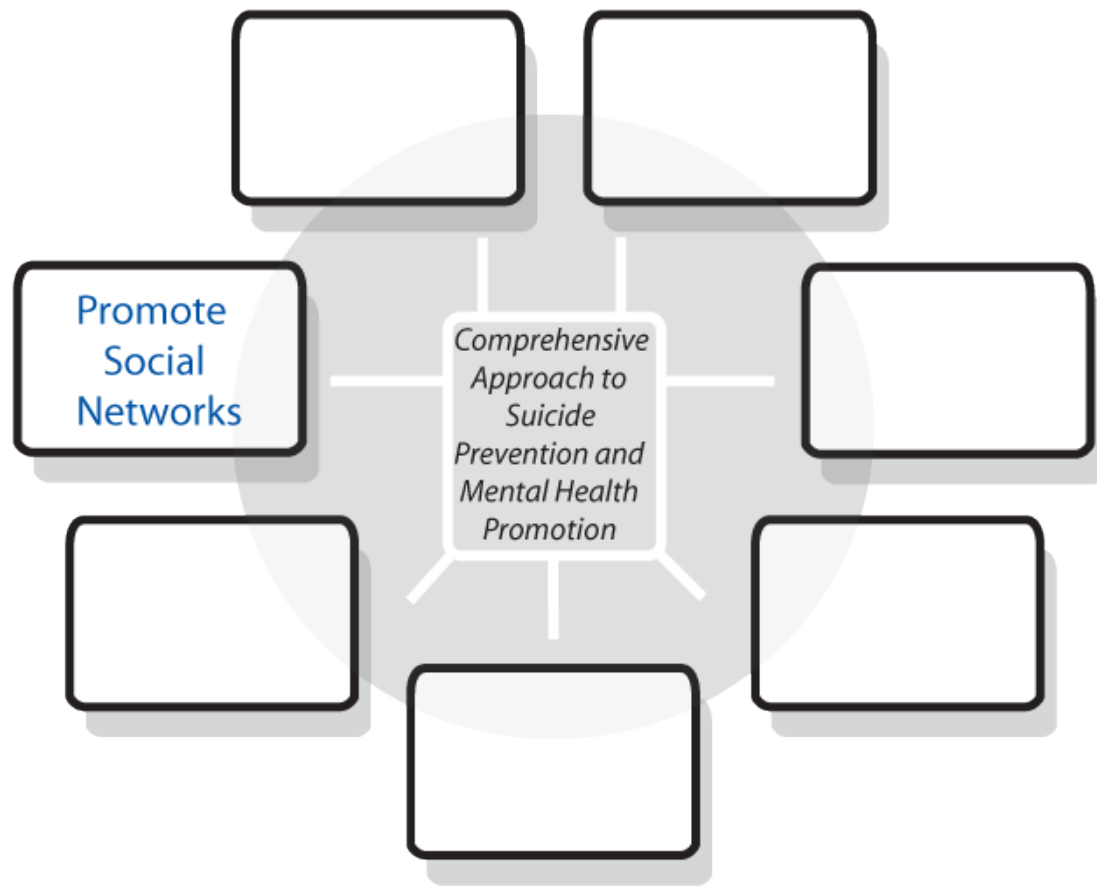 Promote
Social
Networks
Comprehensive
Approach to
Suicide
Prevention and
Mental Health
Promotion